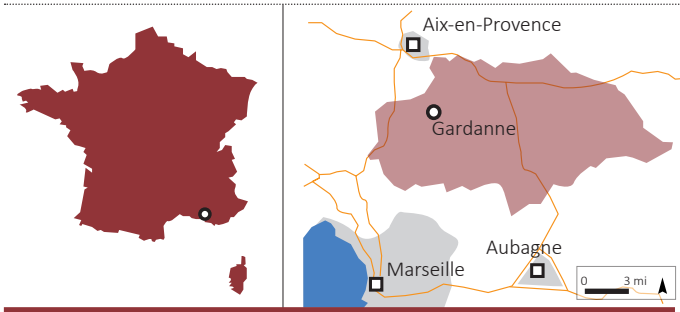 Aix-en-Provence
Gardanne
Aubagne
Marseille
0 3 mi